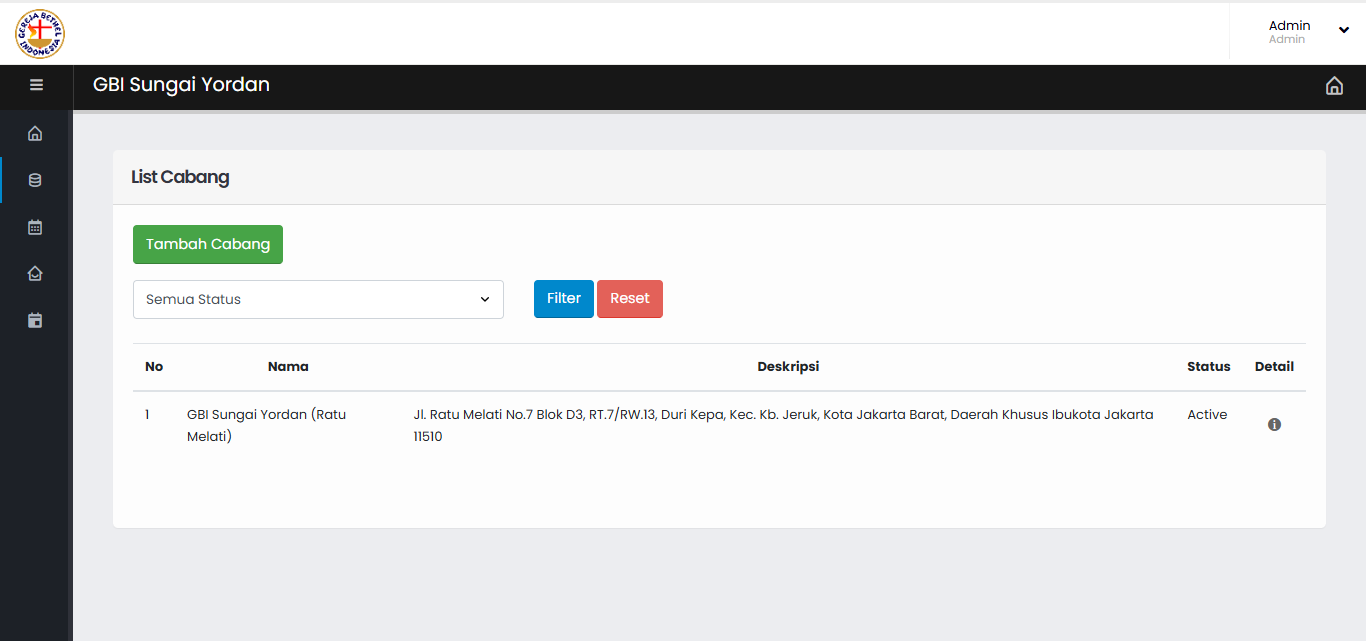 GEREJA BETHEL INDONESIA
Admin
Admin
GBI Sungai Yordan
List Cabang
Tambah Cabang
Semua Status
Filter Reset
No Nama Deskripsi Status Detail
1 GBI Sungai Yordan (Ratu Jl. Ratu Melati No.7 Blok D3, RT.7/RW.13, Duri Kepa, Kec. Kb. Jeruk, Kota Jakarta Barat, Daerah Khusus Ibukota Jakarta Active
Melati) 11510